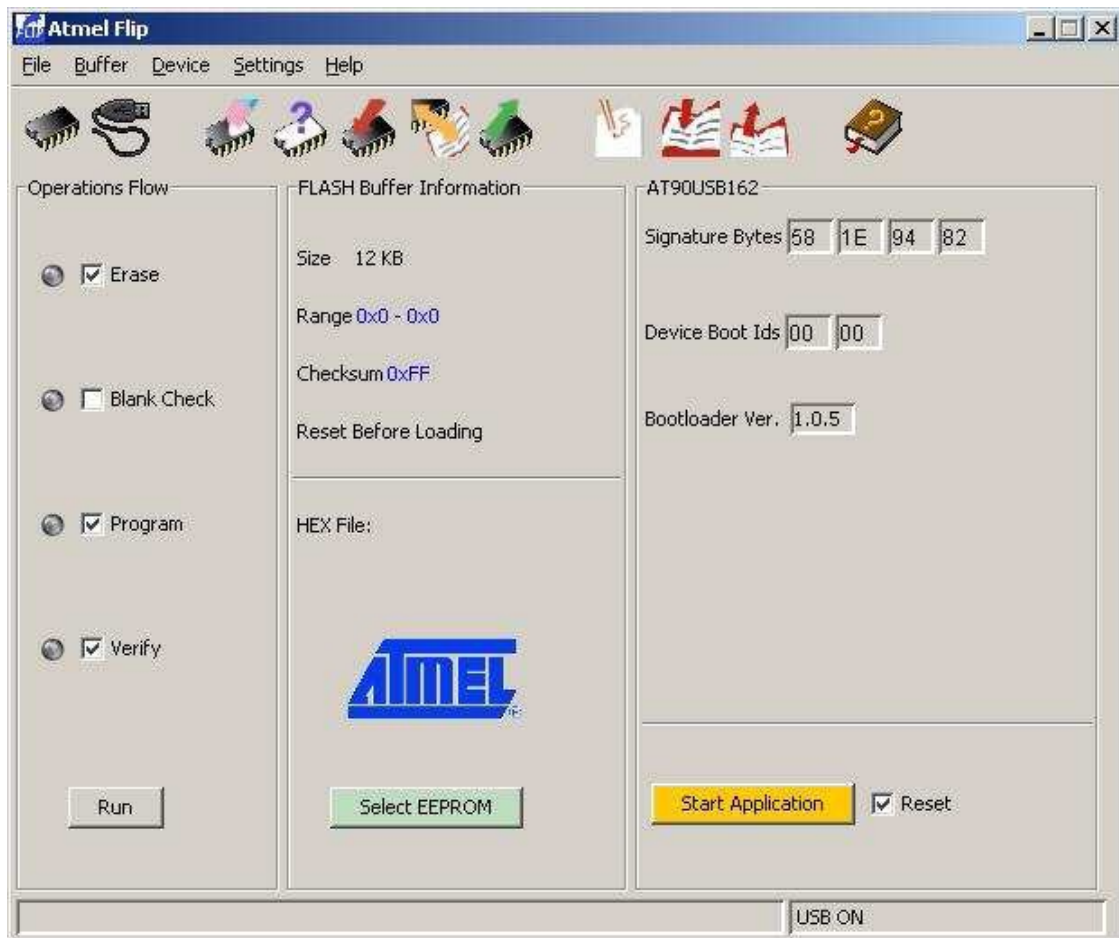 Atmel Flip
File Buffer Device Settings Help
Operations Flow
Erase
Blank Check
Program
Verify
Run
FLASH Buffer Information
Size 12 KB
Range 0x0 - 0x0
Checksum 0xFF
Reset Before Loading
HEX File:
ATMEL
Select EEPROM
AT90USB162
Signature Bytes 58 1E 94 82
Device Boot Ids 00 00
Bootloader Ver. 1.0.5
Start Application Reset
USB ON